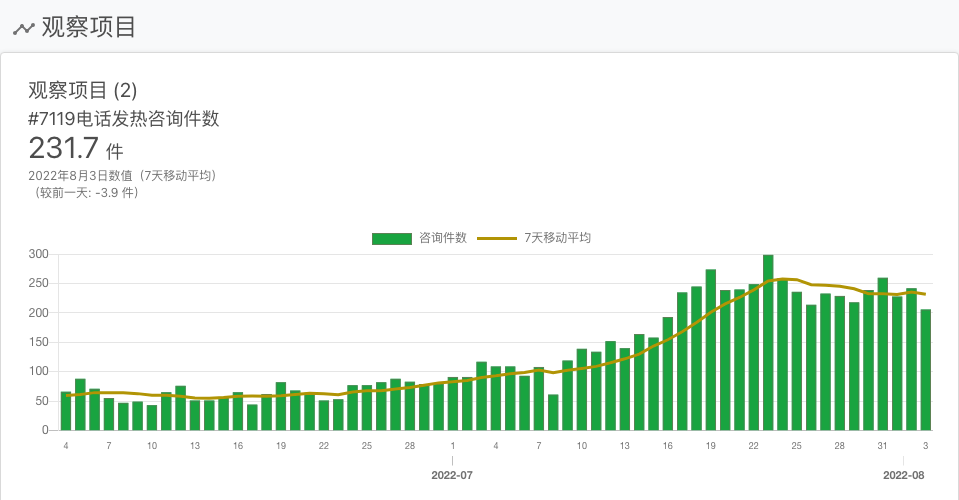 观察项目
观察项目 (2)
#7119电话发热咨询件数
231.7 件
2022年8月3日数值（7天移动平均）
（较前一天: -3.9 件）
咨询件数 7天移动平均
300
250
200
150
100
50
0
4 7 10 13 16 19 22 25 28 1 4 7 10 13 16 19 22 25 28 31 3
2022-07 2022-08